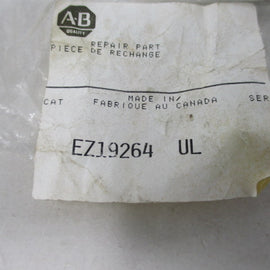 A-B
QUALITY
REPAIR PART
PIECE DE RECHANGE
MADE IN/
CAT FABRIQUE AU CANADA SER
EZ19264 UL